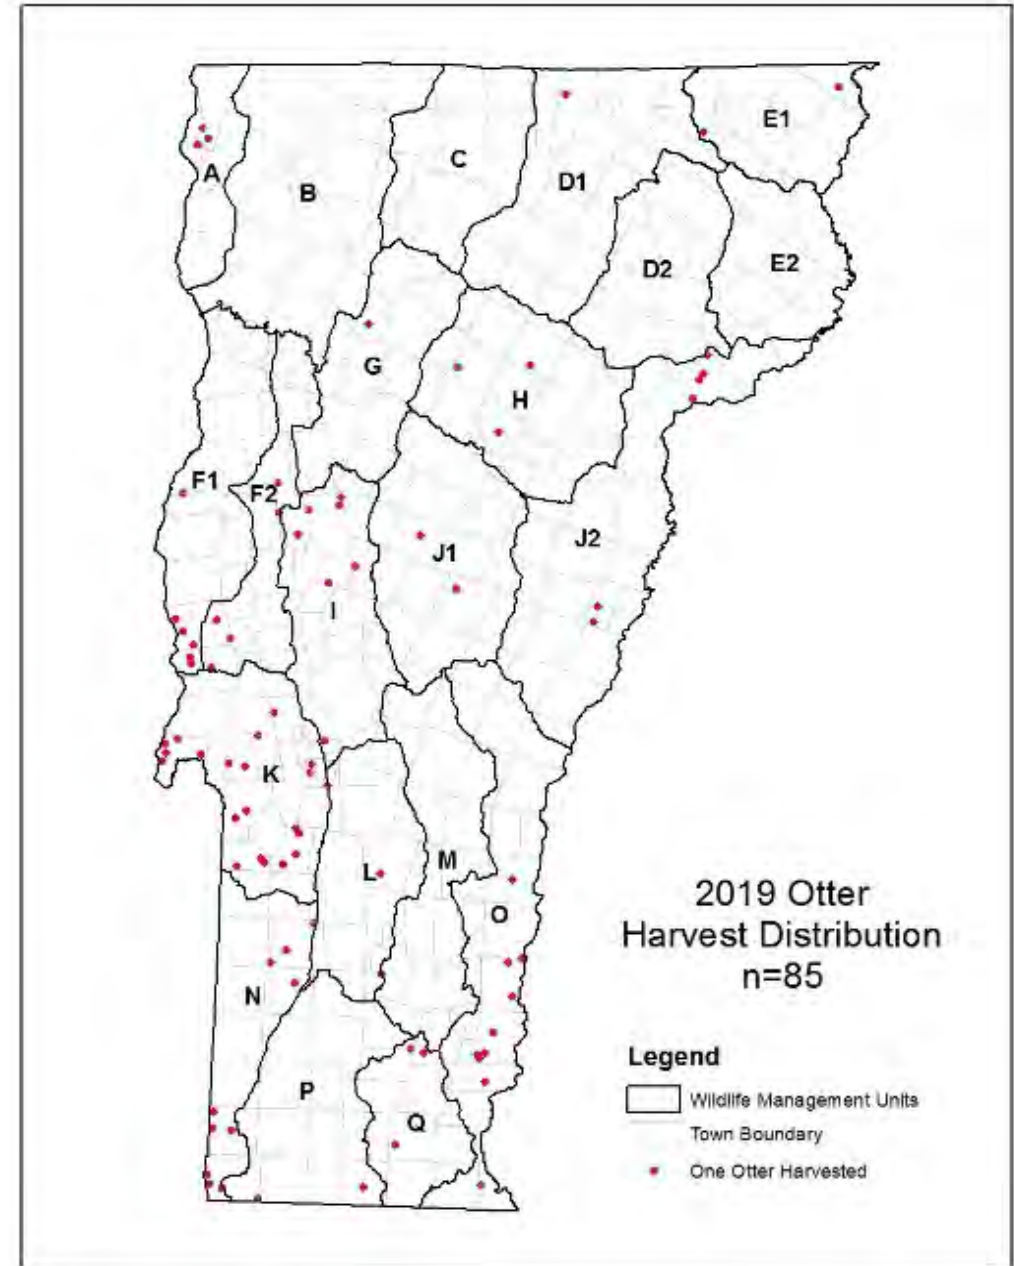 E1
C
A
B
D1
D2
E2
G
H
F1
F2
J1
J2
I
K
L
M
O
N
P
Q
2019 Otter
Harvest Distribution
n=85
Legend
Wildlife Management Units
Town Boundary
One Otter Harvested